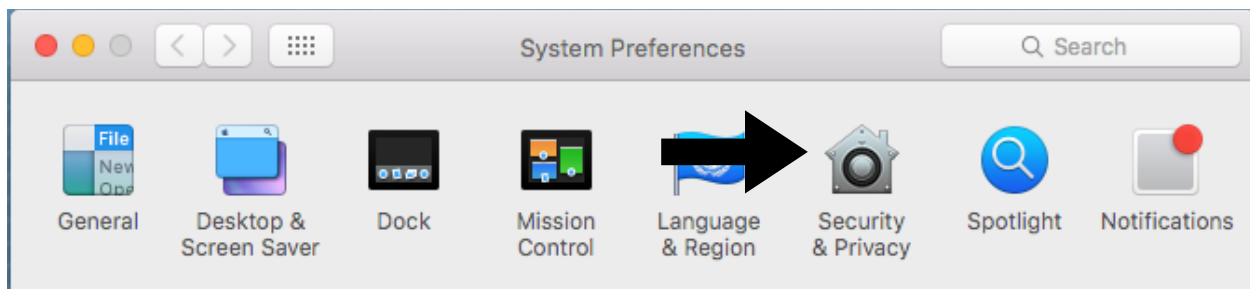 System Preferences
Search
File
New
Ope
General
Desktop &
Screen Saver
Dock
Mission
Control
Language
& Region
Security
& Privacy
Spotlight
Notifications